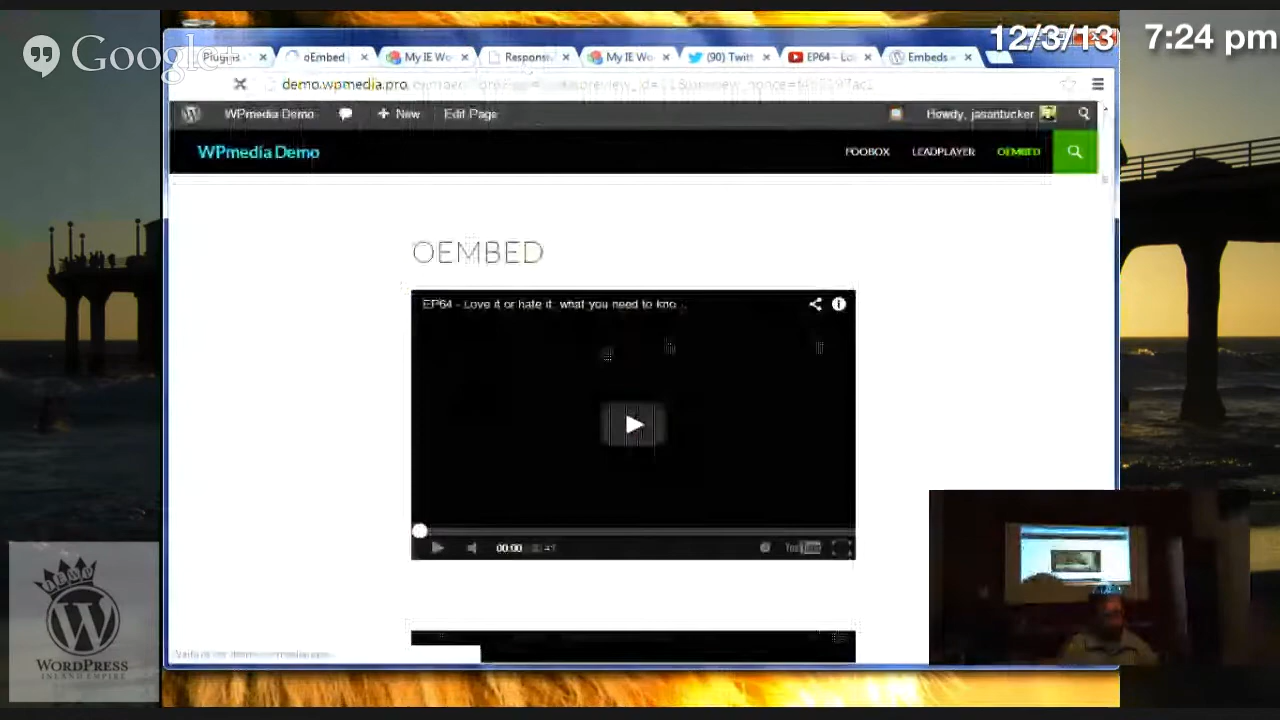 Google+
12/3/13 7:24 pm
Plugins
oEmbed
My IE Wo
Respons
My IE Wo
(90) Twitt
EP64 - Lo
Embeds
demo.wpmedia.pro
WPmedia Demo
New
Edit Page
Howdy, jasantucker
WPmedia Demo
FOOBOX
LEADPLAYER
OEMBED
OEMBED
EP64 - Love it or hate it: what you need to kno
00:00
YouTube
WORDPRESS
INLAND EMPIRE